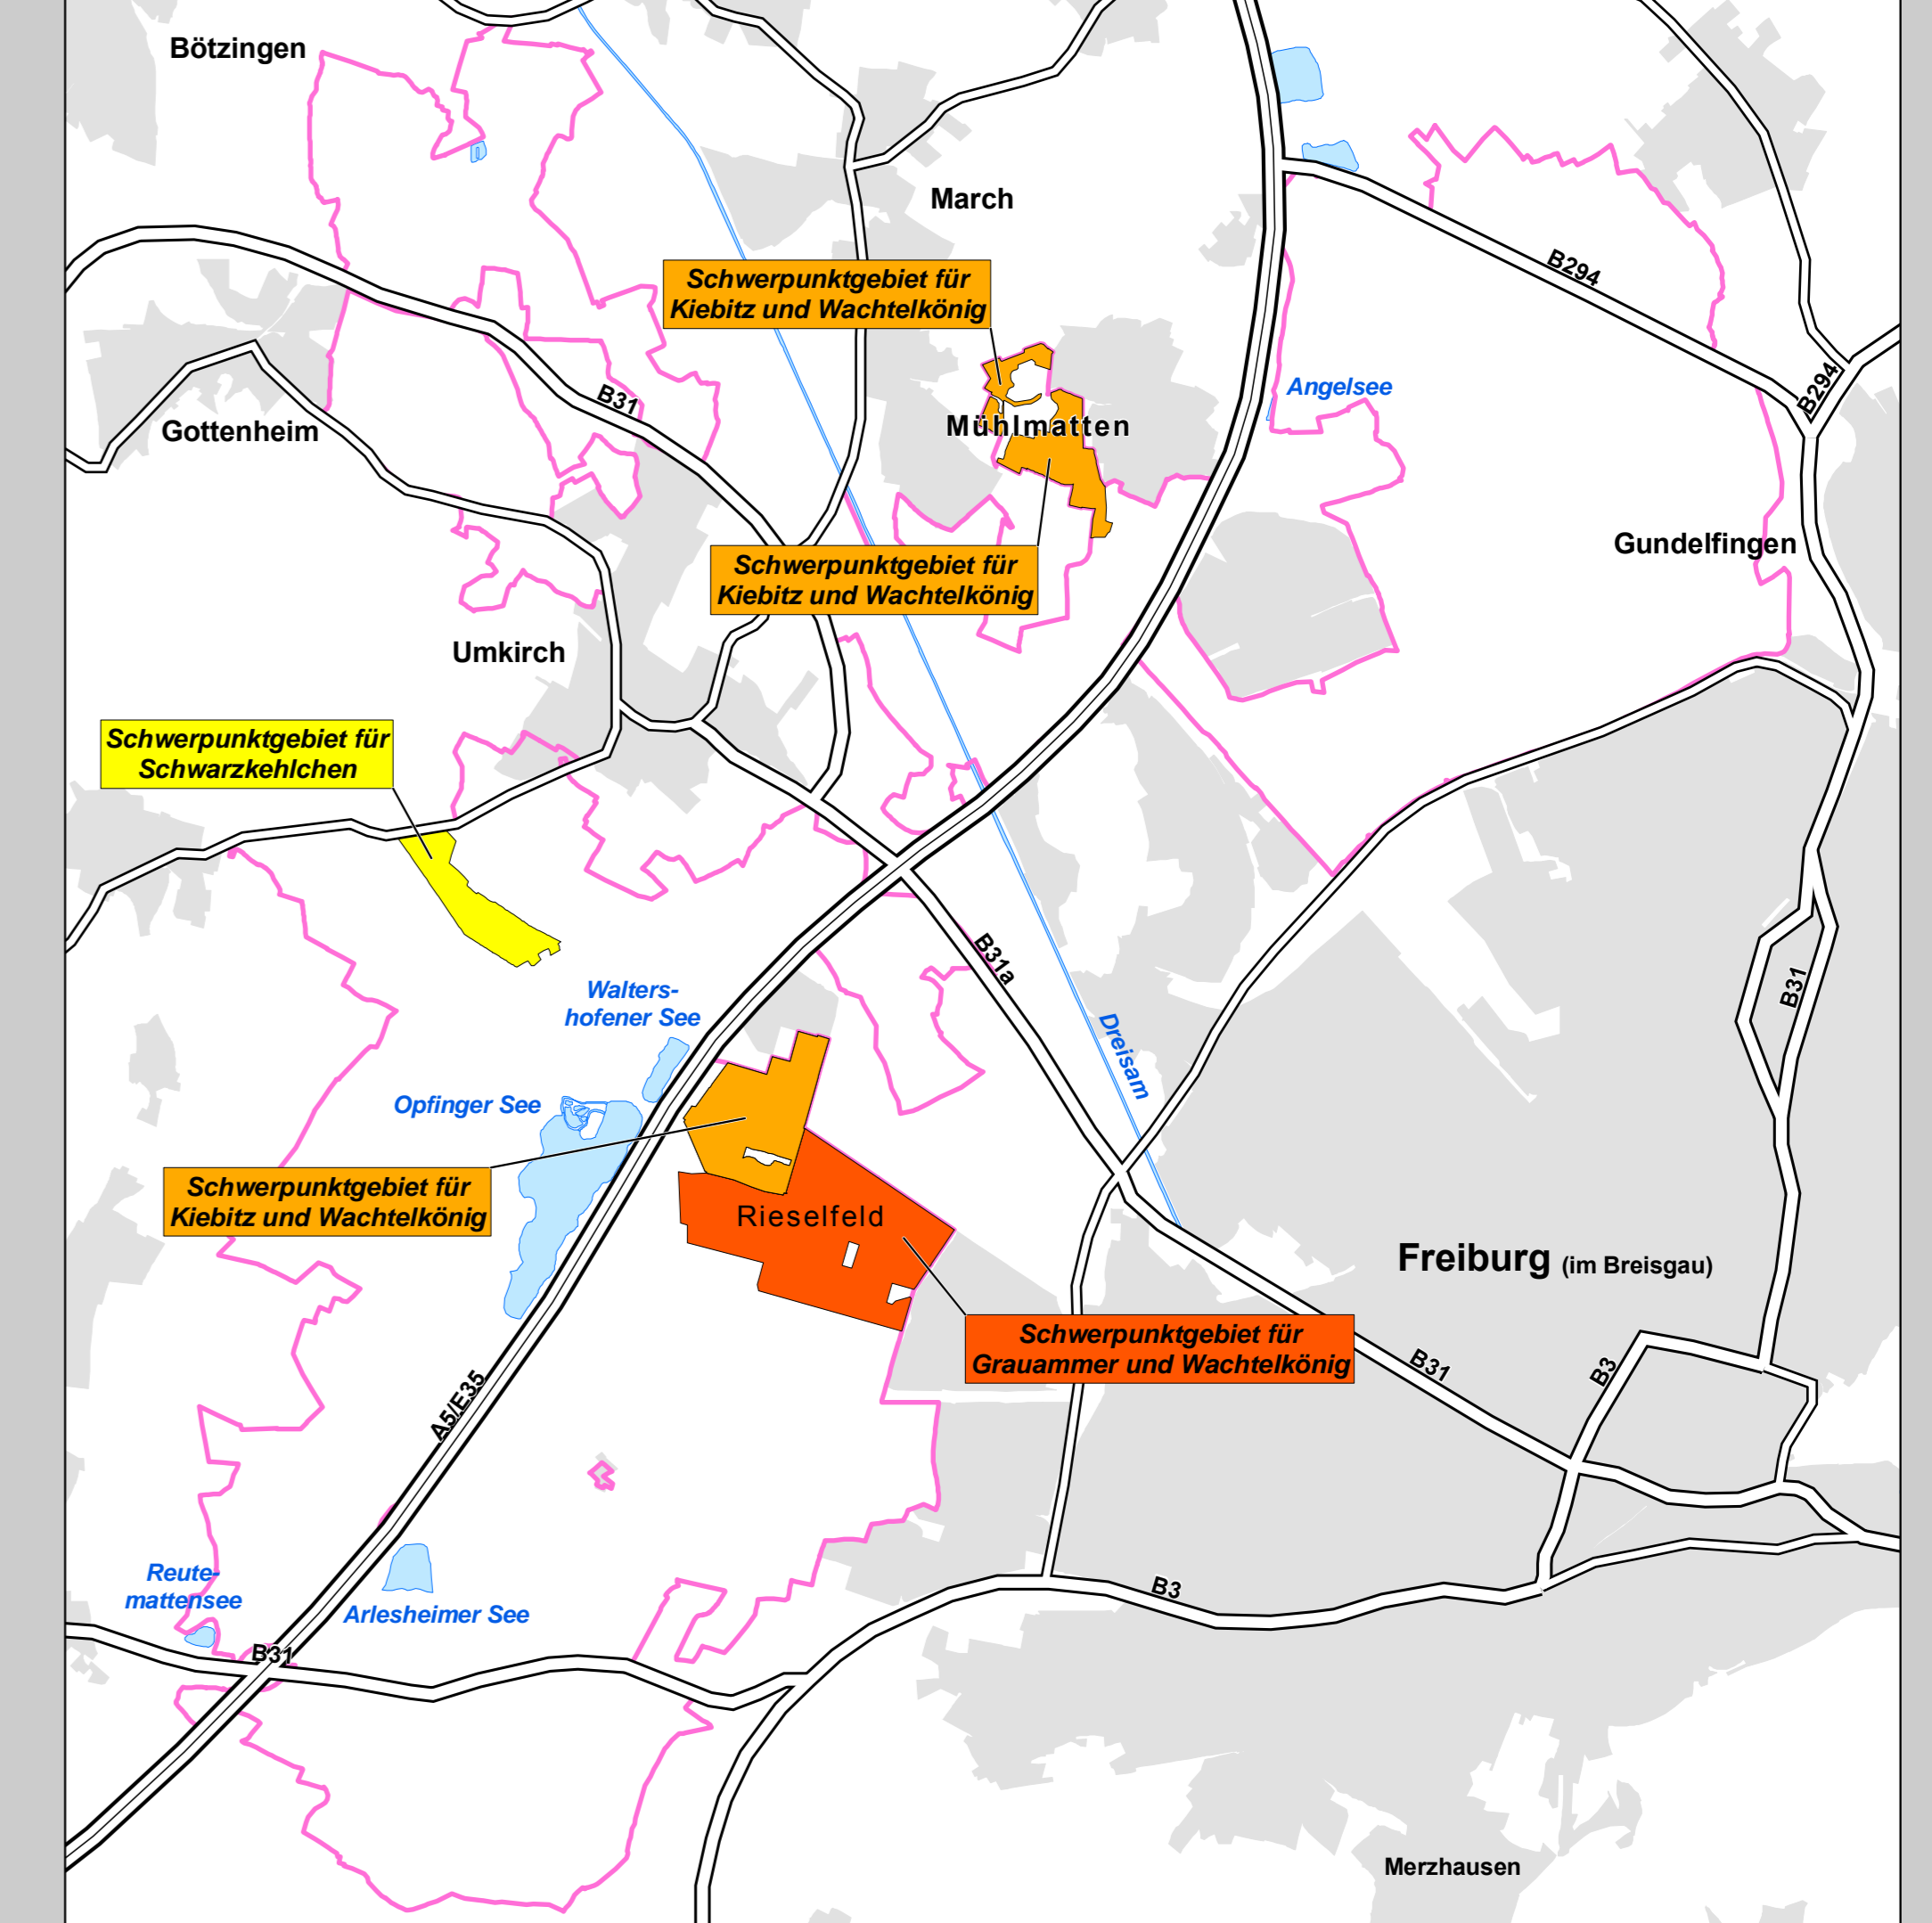 Bötzingen
March
B294
Schwerpunktgebiet für
Kiebitz und Wachtelkönig
B31
Angelsee
B294
Gottenheim
Mühlmatten
Gundelfingen
Schwerpunktgebiet für
Kiebitz und Wachtelkönig
Umkirch
Schwerpunktgebiet für
Schwarzkehlchen
B31a
B31
Walters-
hofener See
Dreisam
Opfinger See
Schwerpunktgebiet für
Kiebitz und Wachtelkönig
Rieselfeld
Freiburg (im Breisgau)
Schwerpunktgebiet für
Grauammer und Wachtelkönig
B31
B3
A5/E35
Reute-
mattensee
Arlesheimer See
B3
B31
Merzhausen